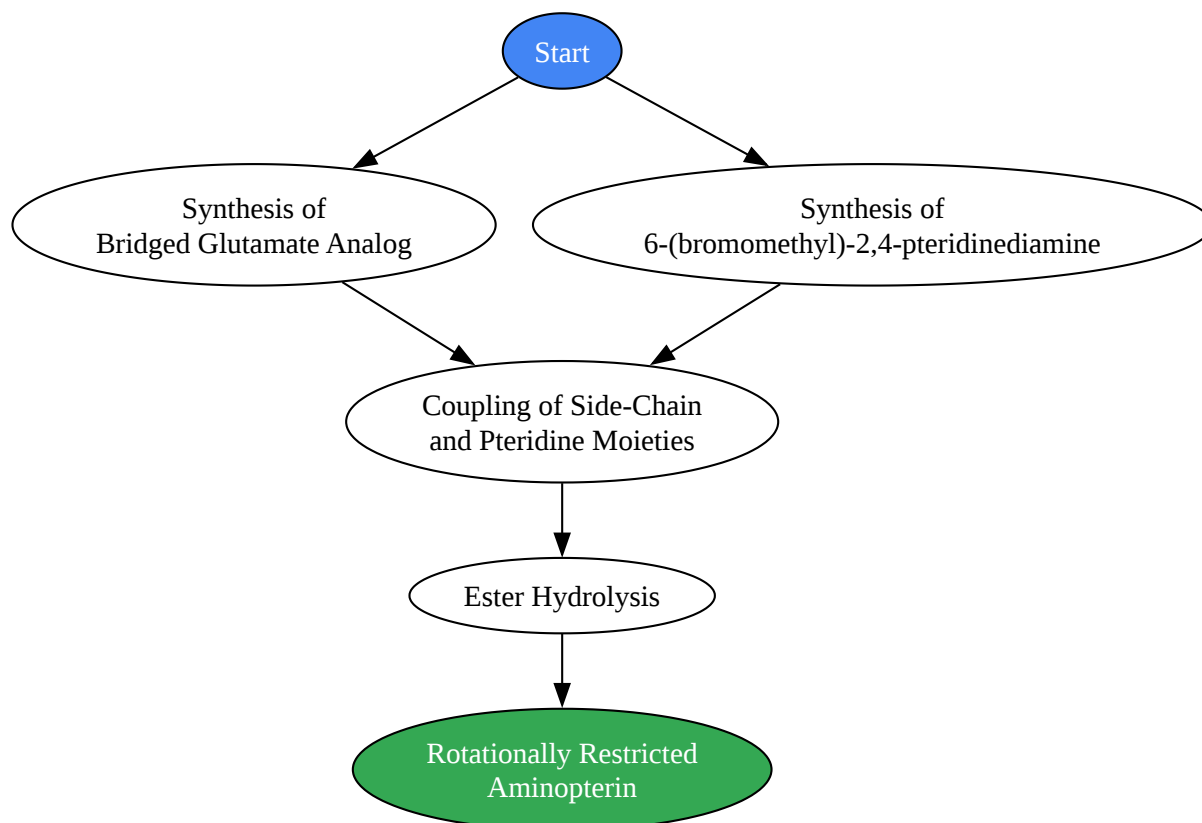 Start
Synthesis of
Bridged Glutamate Analog
Synthesis of
6-(bromomethyl)-2,4-pteridinediamine
Coupling of Side-Chain
and Pteridine Moieties
Ester Hydrolysis
Rotationally Restricted
Aminopterin